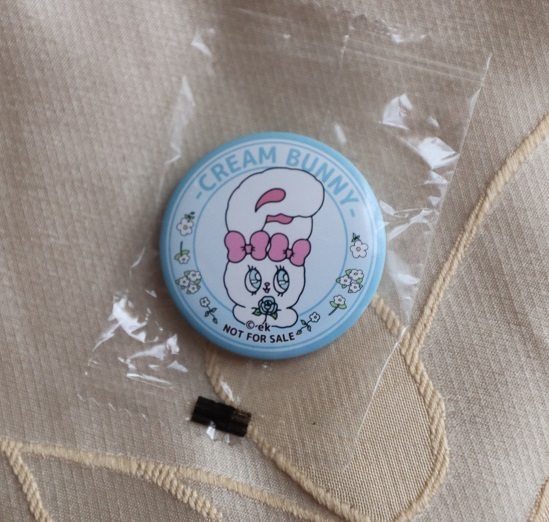 -CREAM BUNNY-
©·ek·
NOT FOR SALE